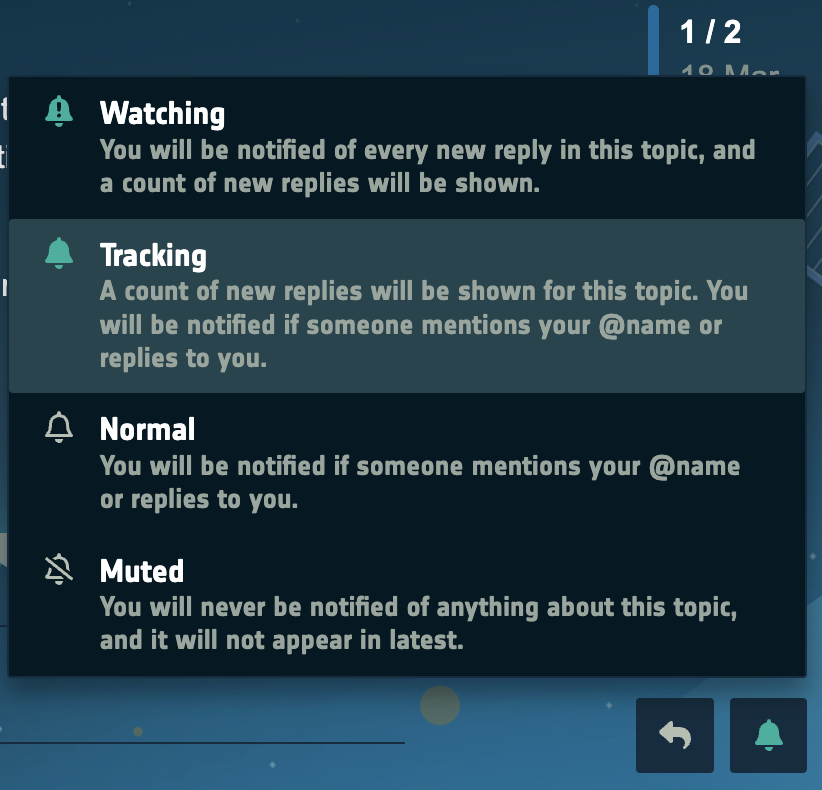 1 / 2
18 Mar
Watching
You will be notified of every new reply in this topic, and
a count of new replies will be shown.
Tracking
A count of new replies will be shown for this topic. You
will be notified if someone mentions your @name or
replies to you.
Normal
You will be notified if someone mentions your @name
or replies to you.
Muted
You will never be notified of anything about this topic,
and it will not appear in latest.